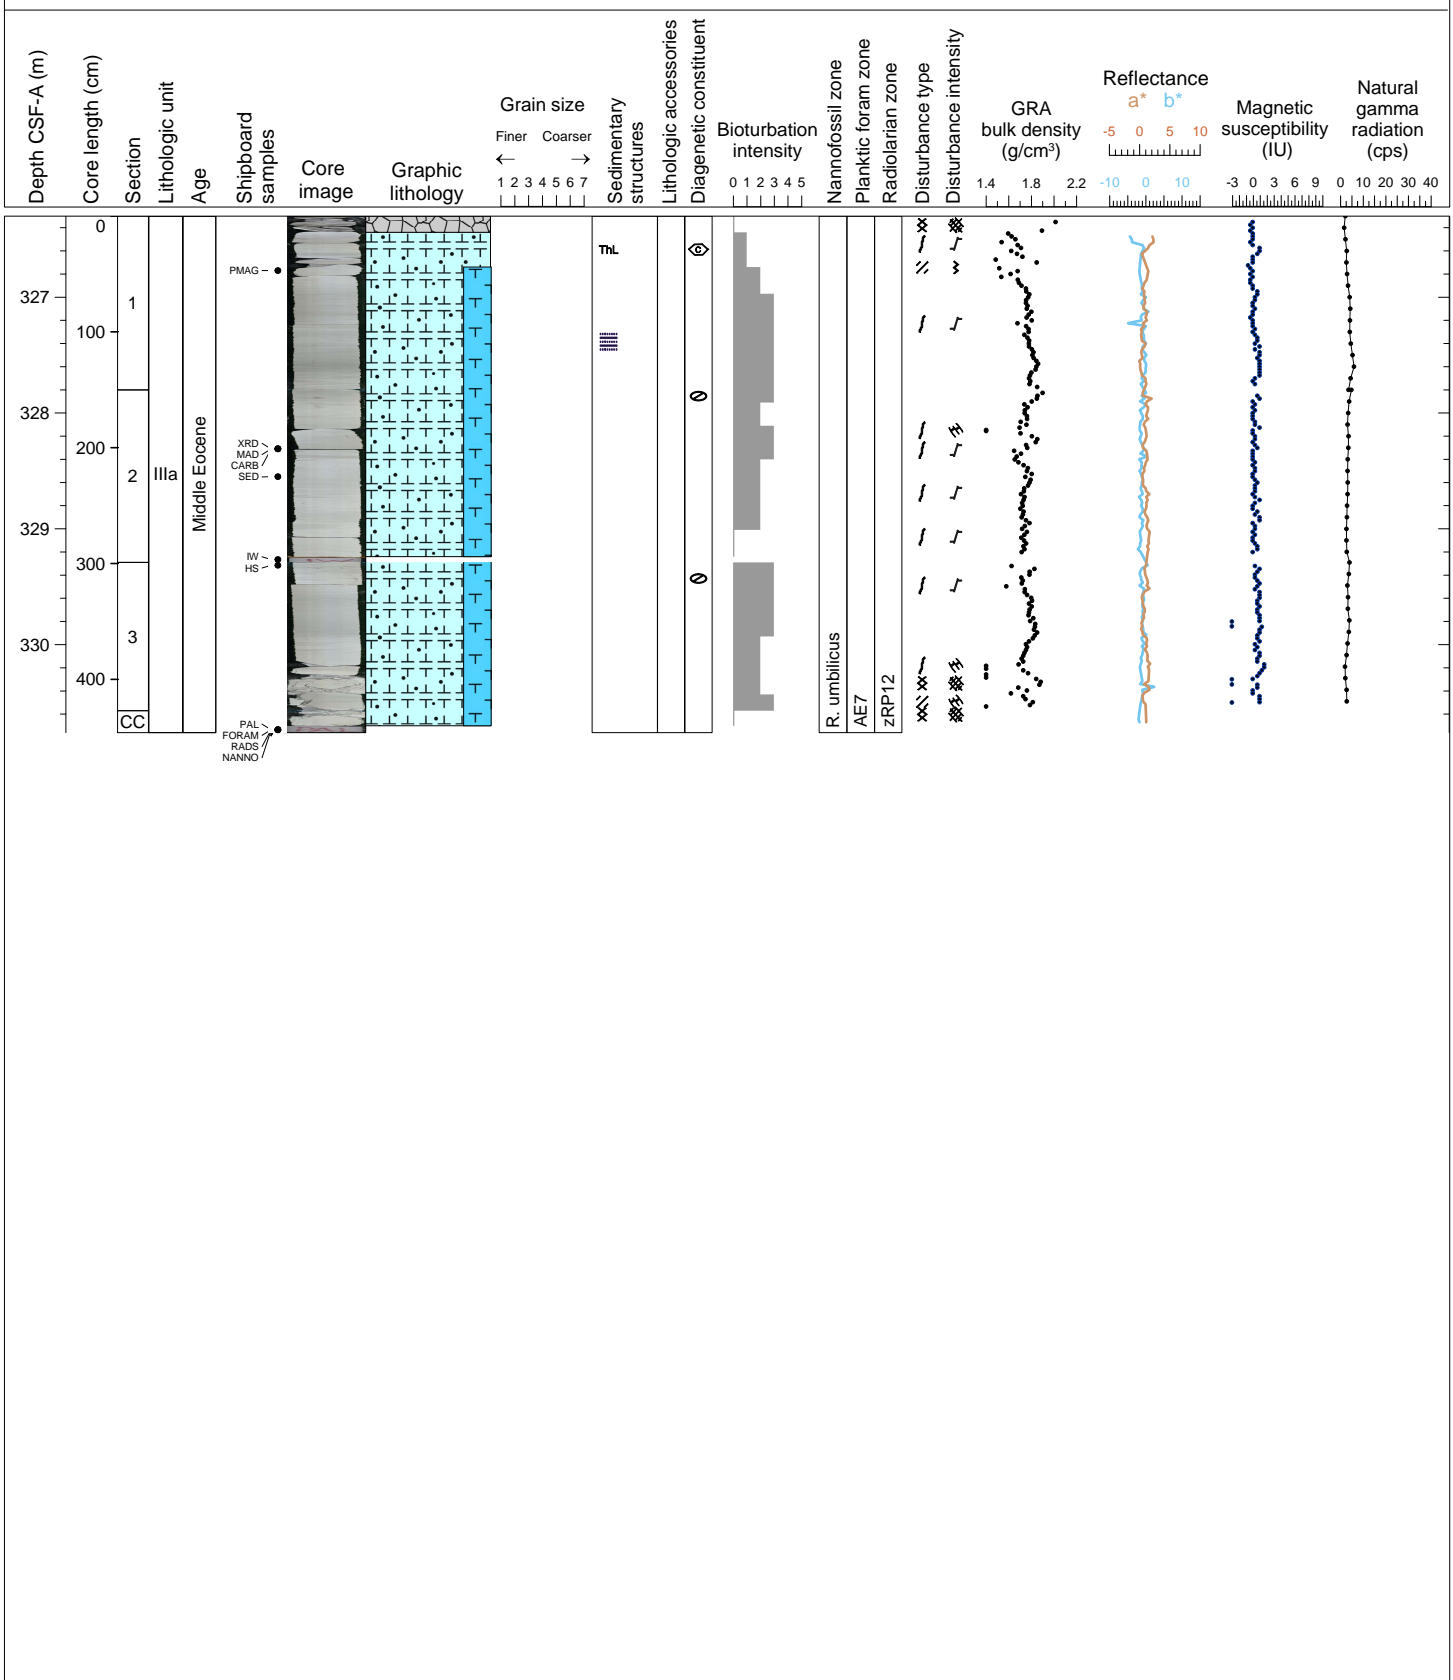 Depth CSF-A (m)
Core length (cm)
Section
Lithologic unit
Age
Shipboard
samples
Core
image
Graphic
lithology
Grain size
Finer Coarser
← →
1 2 3 4 5 6 7
Sedimentary
structures
Lithologic accessories
Diagenetic constituent
Bioturbation
intensity
0 1 2 3 4 5
Nannofossil zone
Planktic foram zone
Radiolarian zone
Disturbance type
Disturbance intensity
GRA
bulk density
(g/cm³)
1.4 1.8 2.2
Reflectance
a* b*
-5 0 5 10
-10 0 10
Magnetic
susceptibility
(IU)
-3 0 3 6 9
Natural
gamma
radiation
(cps)
0 10 20 30 40
327
328
329
330
0
100
200
300
400
1
2
3
CC
IIIa
Middle Eocene
PMAG
XRD
MAD
CARB
SED
IW
HS
PAL
FORAM
RADS
NANNO
ThL
C
R. umbilicus
AE7
zRP12